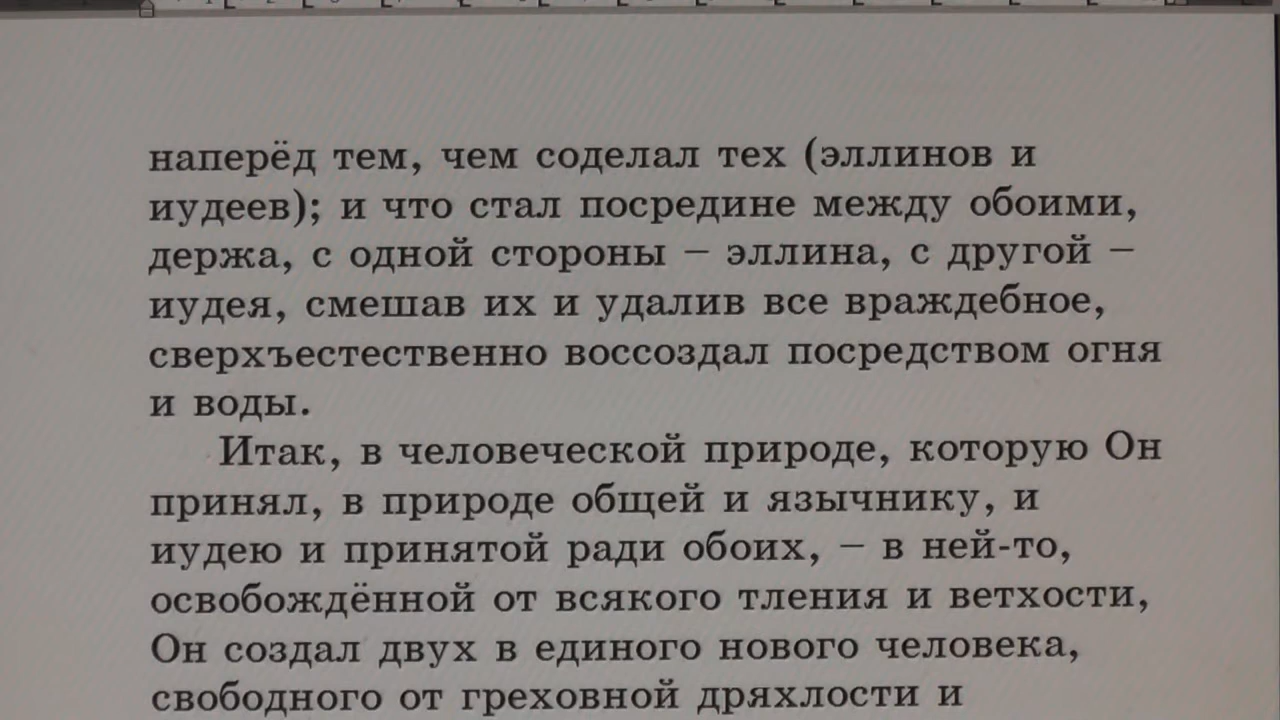 наперёд тем, чем соделал тех (эллинов и
иудеев); и что стал посредине между обоими,
держа, с одной стороны – эллина, с другой –
иудея, смешав их и удалив все враждебное,
сверхъестественно воссоздал посредством огня
и воды.
Итак, в человеческой природе, которую Он
принял, в природе общей и язычнику, и
иудею и принятой ради обоих, – в ней-то,
освобождённой от всякого тления и ветхости,
Он создал двух в единого нового человека,
свободного от греховной дряхлости и